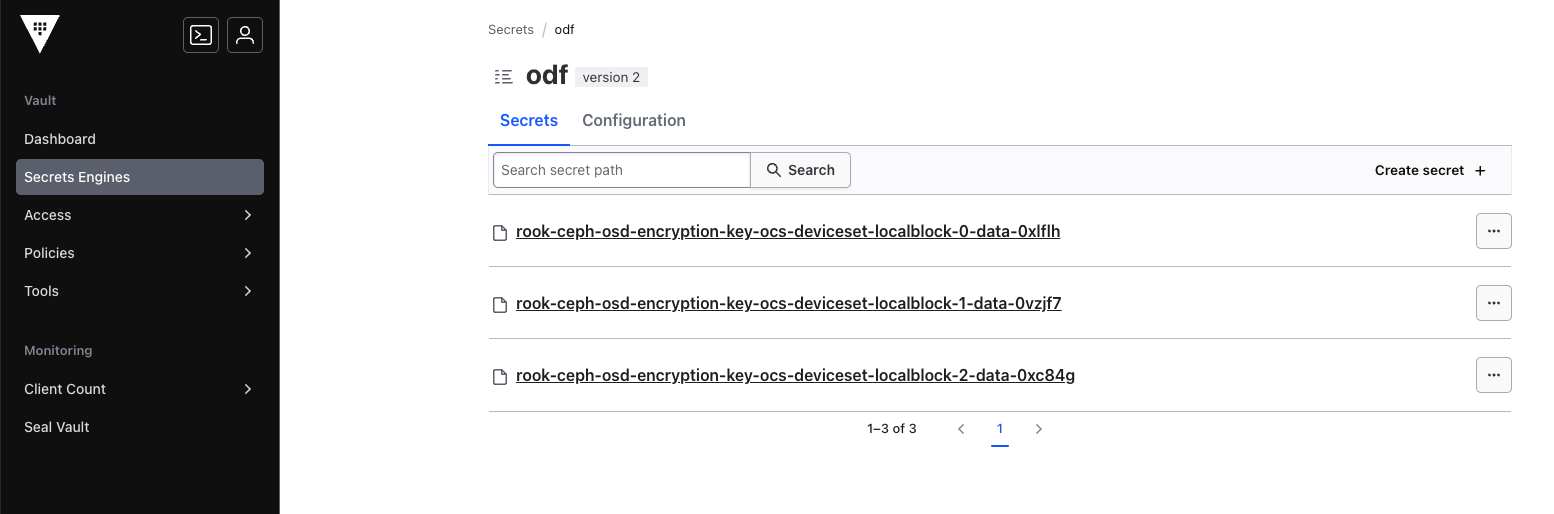 Vault
Dashboard
Secrets Engines
Access
Policies
Tools
Monitoring
Client Count
Seal Vault
Secrets / odf
odf version 2
Secrets Configuration
Search secret path Search Create secret +
rook-ceph-osd-encryption-key-ocs-deviceset-localblock-0-data-0xlflh
rook-ceph-osd-encryption-key-ocs-deviceset-localblock-1-data-0vzjf7
rook-ceph-osd-encryption-key-ocs-deviceset-localblock-2-data-0xc84g
1–3 of 3 1